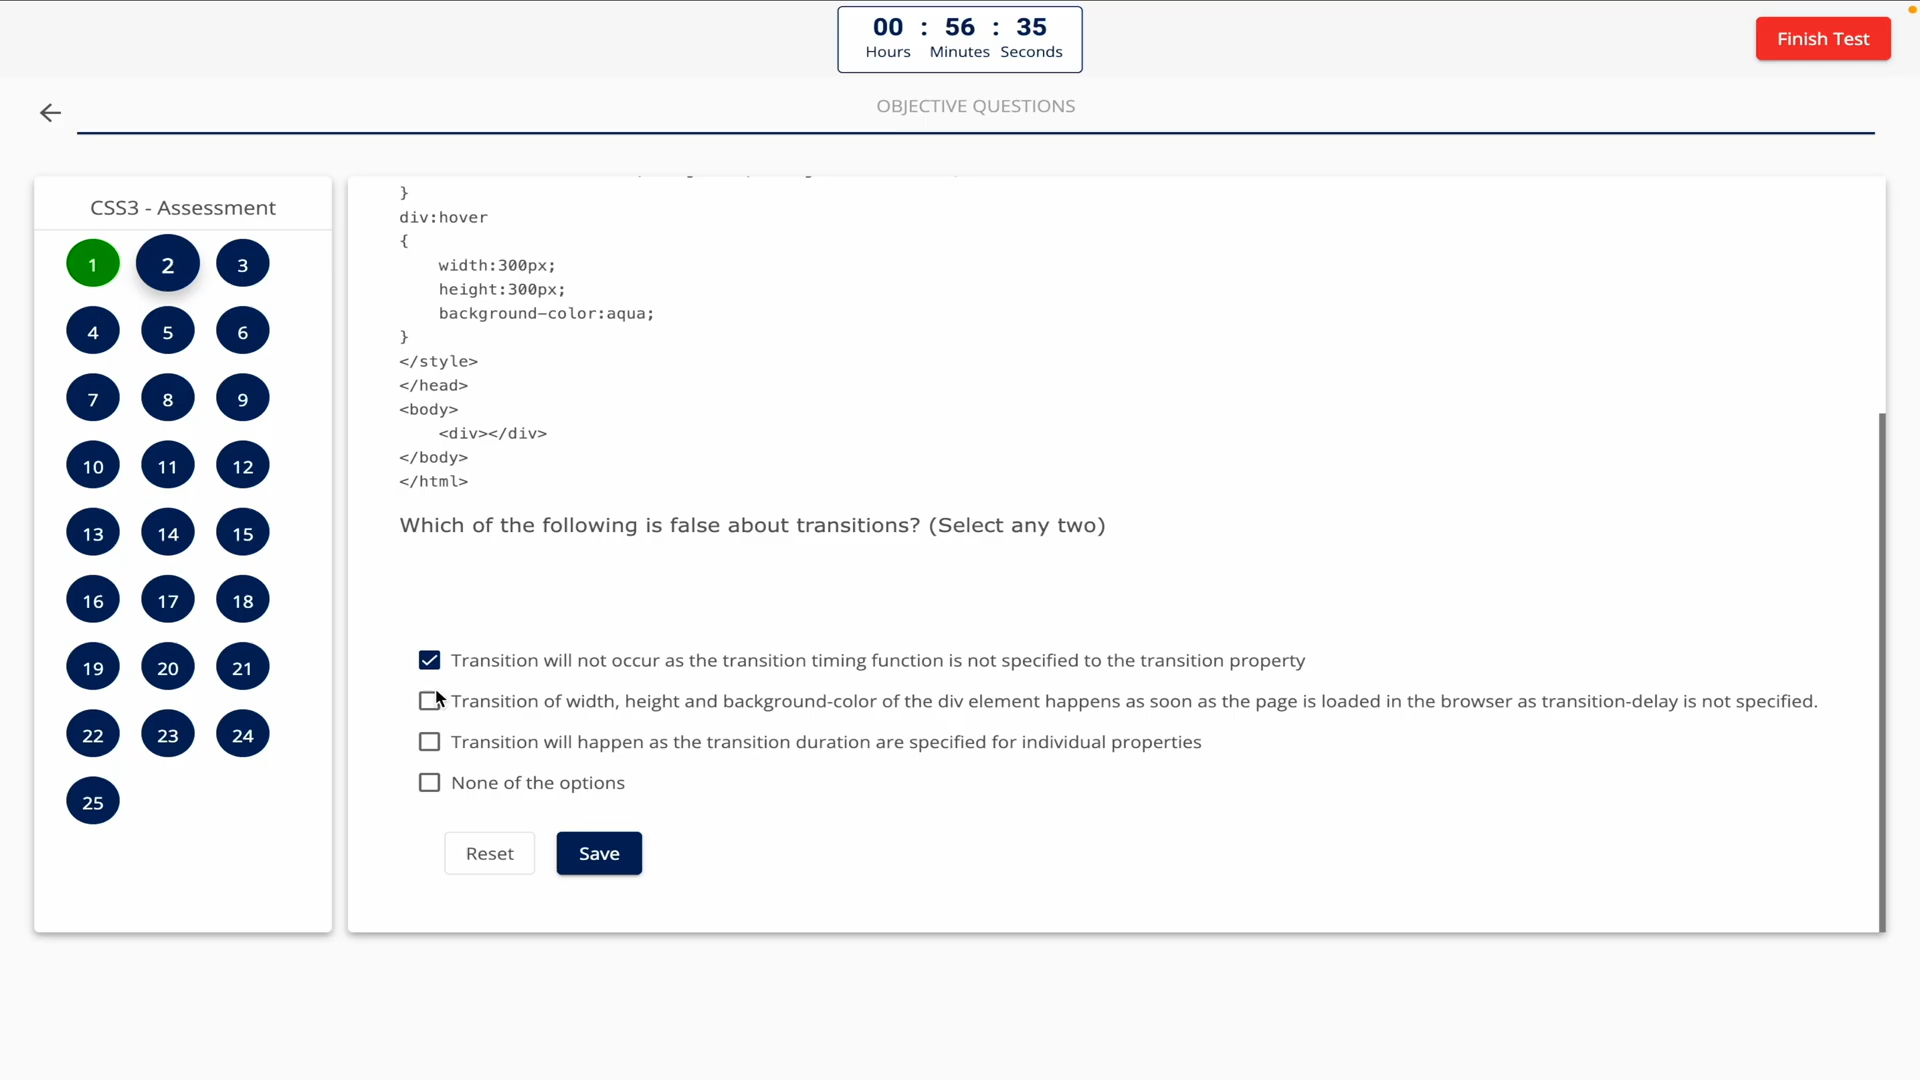 00 : 56 : 35
Hours Minutes Seconds
Finish Test
OBJECTIVE QUESTIONS
CSS3 - Assessment
1 2 3
4 5 6
7 8 9
10 11 12
13 14 15
16 17 18
19 20 21
22 23 24
25
}
div:hover
{
width:300px;
height:300px;
background-color:aqua;
}
</style>
</head>
<body>
<div></div>
</body>
</html>
Which of the following is false about transitions? (Select any two)
Transition will not occur as the transition timing function is not specified to the transition property
Transition of width, height and background-color of the div element happens as soon as the page is loaded in the browser as transition-delay is not specified.
Transition will happen as the transition duration are specified for individual properties
None of the options
Reset Save